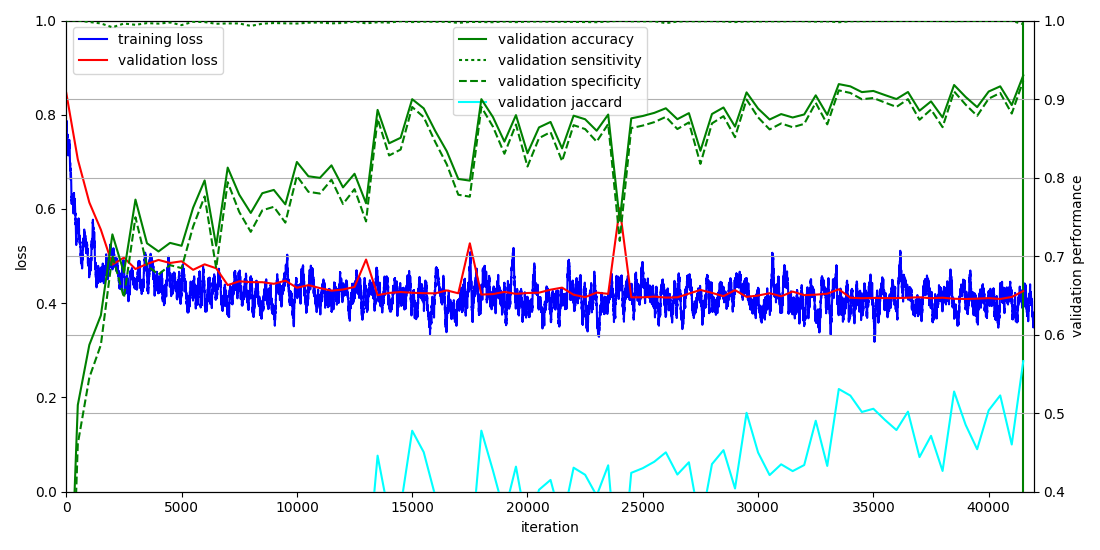 training loss
validation loss
validation accuracy
validation sensitivity
validation specificity
validation jaccard
1.0
0.8
0.6
0.4
0.2
0.0
loss
1.0
0.9
0.8
0.7
0.6
0.5
0.4
validation performance
0 5000 10000 15000 20000 25000 30000 35000 40000
iteration